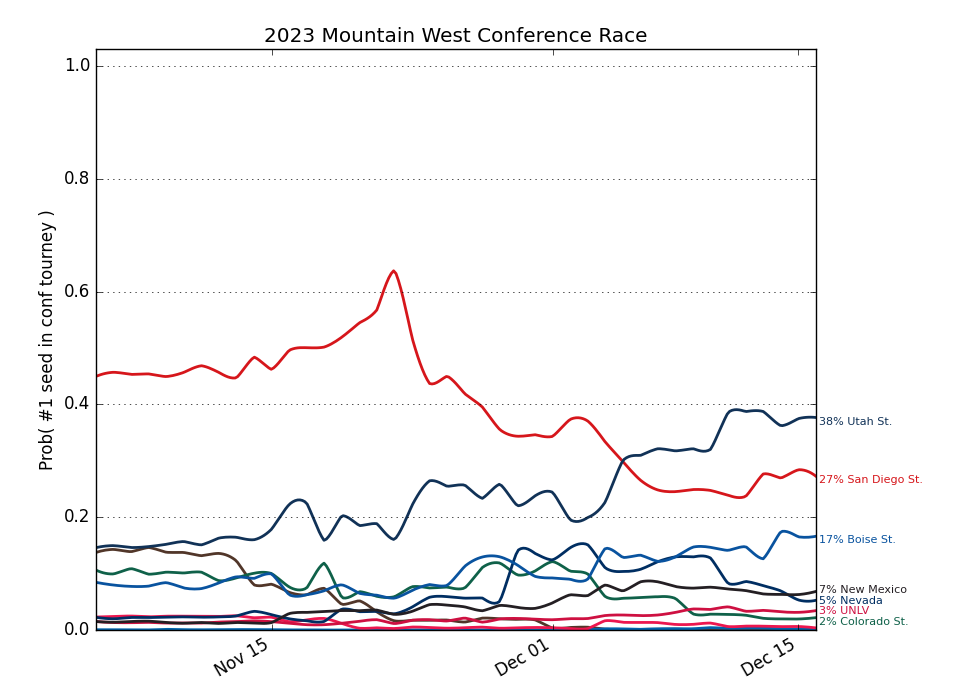 2023 Mountain West Conference Race
Prob( #1 seed in conf tourney )
1.0
0.8
0.6
0.4
0.2
0.0
Nov 15
Dec 01
Dec 15
38% Utah St.
27% San Diego St.
17% Boise St.
7% New Mexico
5% Nevada
3% UNLV
2% Colorado St.